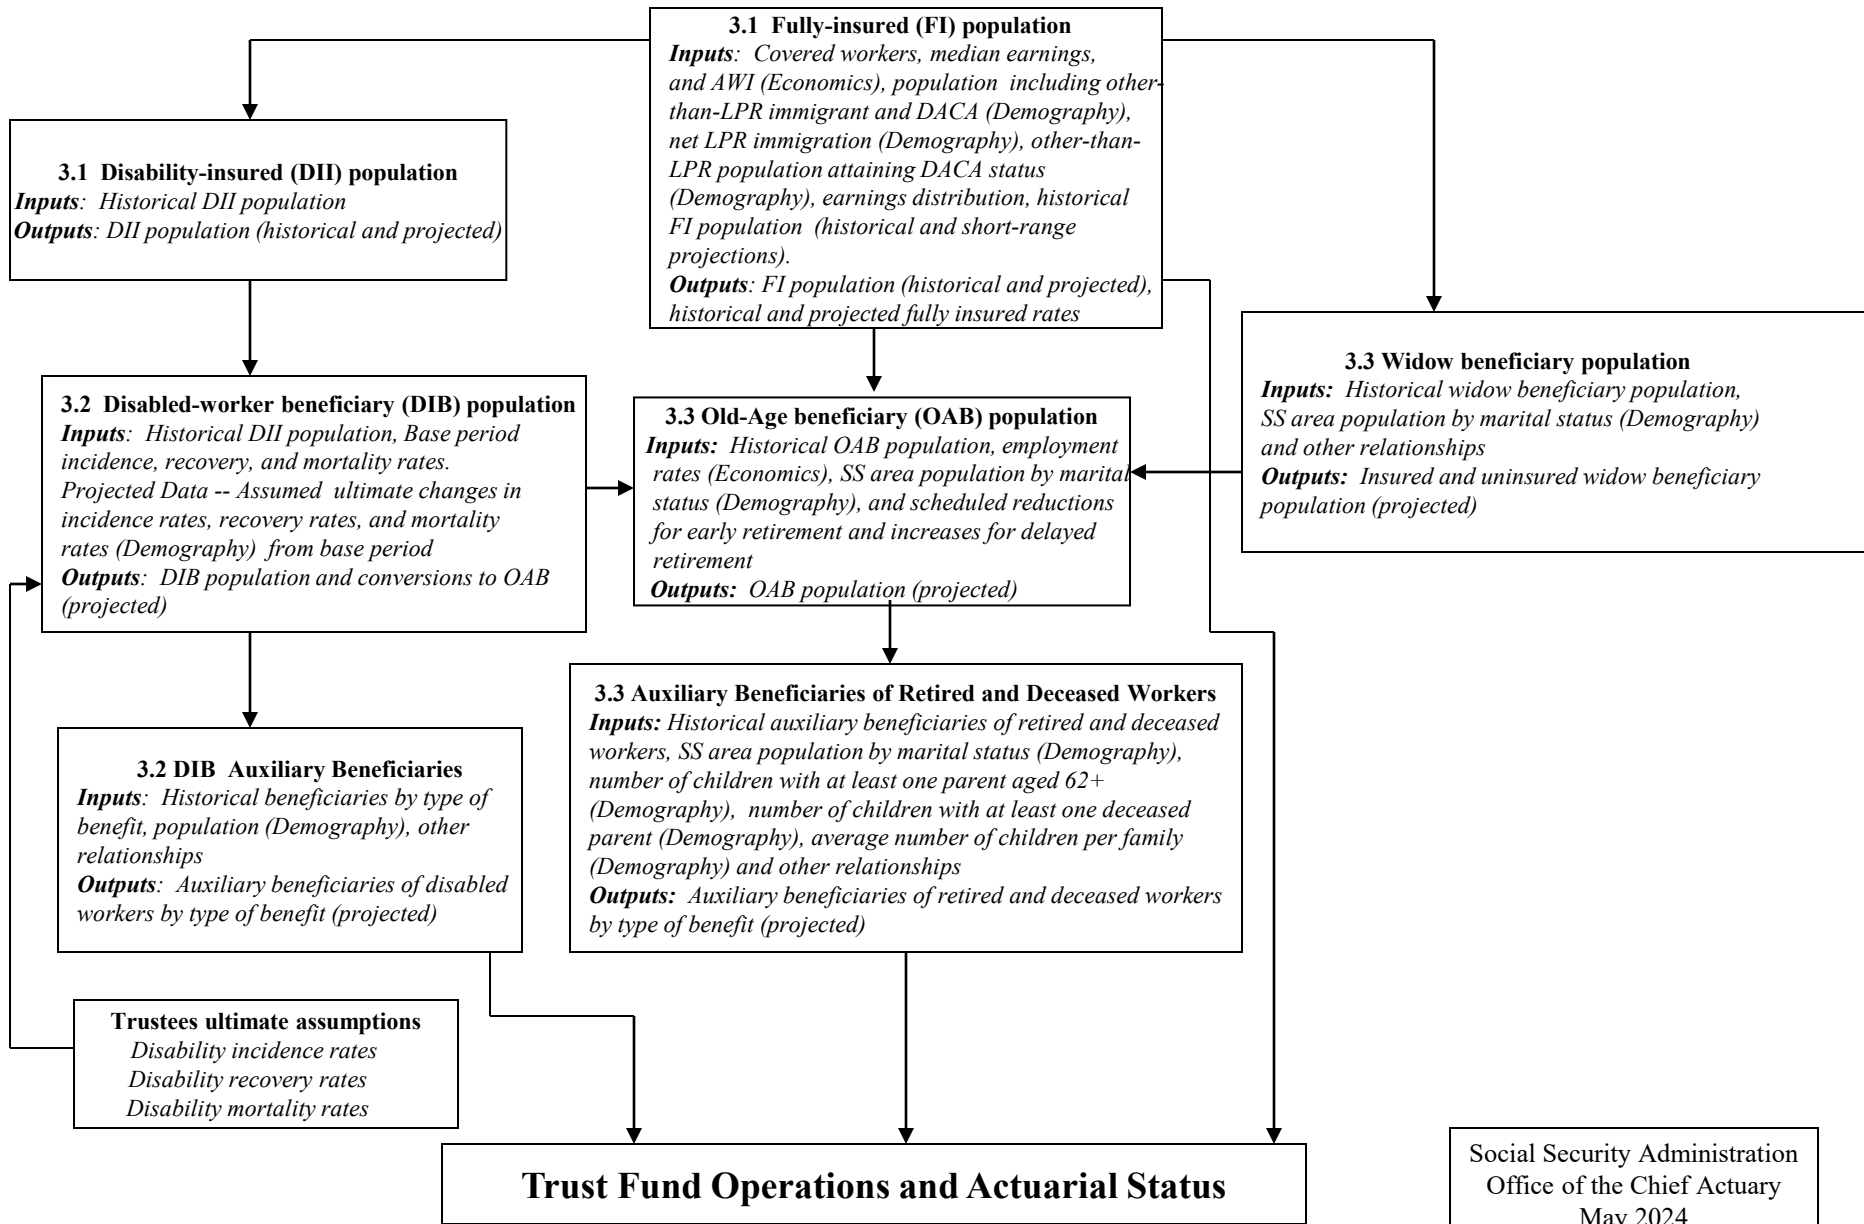 3.1 Fully-insured (FI) population
Inputs: Covered workers, median earnings,
and AWI (Economics), population including other-
than-LPR immigrant and DACA (Demography),
net LPR immigration (Demography), other-than-
LPR population attaining DACA status
(Demography), earnings distribution, historical
FI population (historical and short-range
projections).
Outputs: FI population (historical and projected),
historical and projected fully insured rates
3.1 Disability-insured (DII) population
Inputs: Historical DII population
Outputs: DII population (historical and projected)
3.3 Widow beneficiary population
Inputs: Historical widow beneficiary population,
SS area population by marital status (Demography)
and other relationships
Outputs: Insured and uninsured widow beneficiary
population (projected)
3.2 Disabled-worker beneficiary (DIB) population
Inputs: Historical DII population, Base period
incidence, recovery, and mortality rates.
Projected Data -- Assumed ultimate changes in
incidence rates, recovery rates, and mortality
rates (Demography) from base period
Outputs: DIB population and conversions to OAB
(projected)
3.3 Old-Age beneficiary (OAB) population
Inputs: Historical OAB population, employment
rates (Economics), SS area population by marital
status (Demography), and scheduled reductions
for early retirement and increases for delayed
retirement
Outputs: OAB population (projected)
3.2 DIB Auxiliary Beneficiaries
Inputs: Historical beneficiaries by type of
benefit, population (Demography), other
relationships
Outputs: Auxiliary beneficiaries of disabled
workers by type of benefit (projected)
3.3 Auxiliary Beneficiaries of Retired and Deceased Workers
Inputs: Historical auxiliary beneficiaries of retired and deceased
workers, SS area population by marital status (Demography),
number of children with at least one parent aged 62+
(Demography), number of children with at least one deceased
parent (Demography), average number of children per family
(Demography) and other relationships
Outputs: Auxiliary beneficiaries of retired and deceased workers
by type of benefit (projected)
Trustees ultimate assumptions
Disability incidence rates
Disability recovery rates
Disability mortality rates
Trust Fund Operations and Actuarial Status
Social Security Administration
Office of the Chief Actuary
May 2024